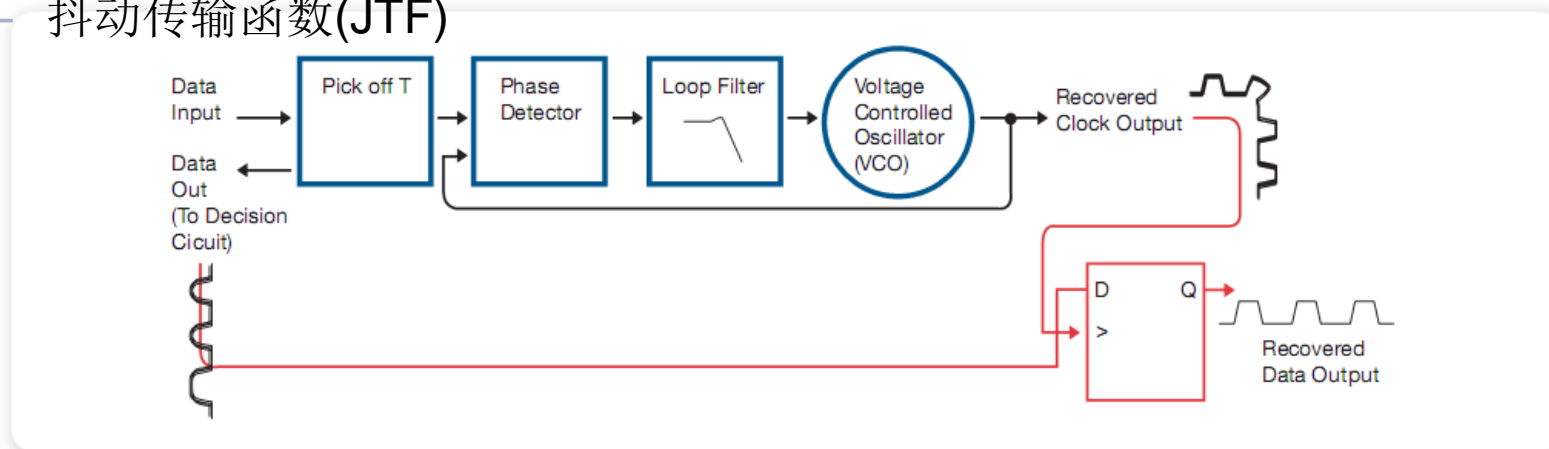 抖动传输函数(JTF)
Data
Input
Pick off T
Phase
Detector
Loop Filter
Voltage
Controlled
Oscillator
(VCO)
Recovered
Clock Output
Data
Out
(To Decision
Cicuit)
D
Q
>
Recovered
Data Output